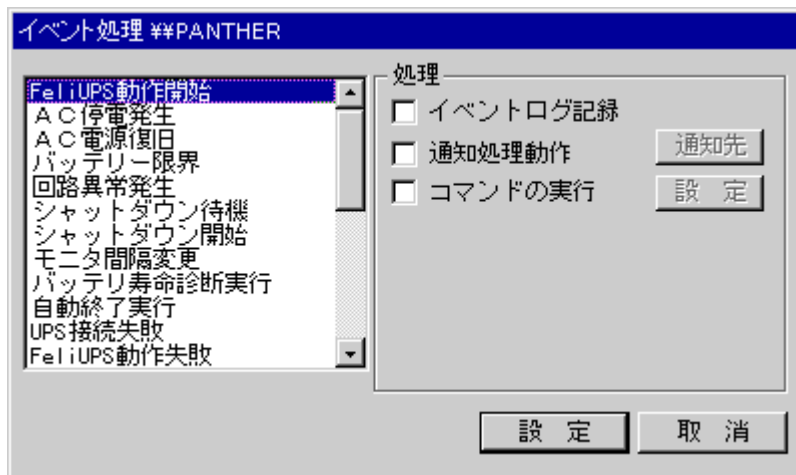 イベント処理 ¥¥PANTHER
FeliUPS動作開始
ＡＣ停電発生
ＡＣ電源復旧
バッテリー限界
回路異常発生
シャットダウン待機
シャットダウン開始
モニタ間隔変更
バッテリ寿命診断実行
自動終了実行
UPS接続失敗
FeliUPS動作失敗
処理
イベントログ記録
通知処理動作
通知先
コマンドの実行
設　定
設　定
取　消